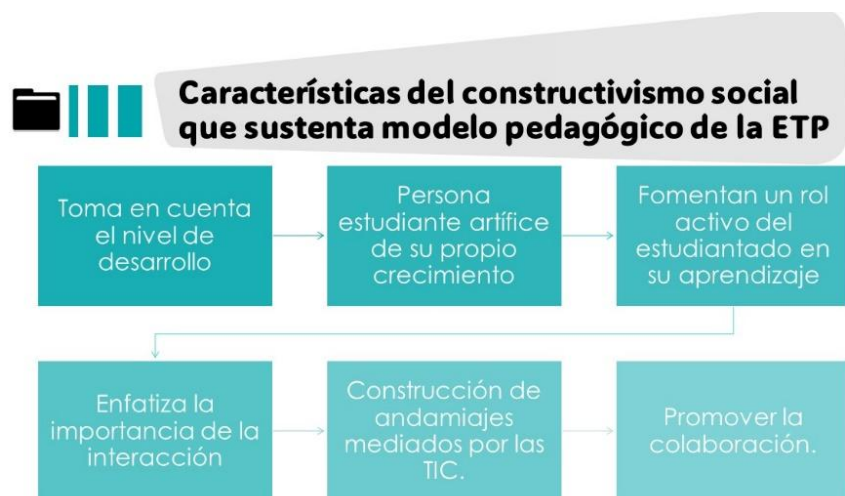 Características del constructivismo social
que sustenta modelo pedagógico de la ETP
Toma en cuenta
el nivel de
desarrollo
Persona
estudiante artífice
de su propio
crecimiento
Fomentan un rol
activo del
estudiantado en
su aprendizaje
Enfatiza la
importancia de la
interacción
Construcción de
andamiajes
mediados por las
TIC.
Promover la
colaboración.